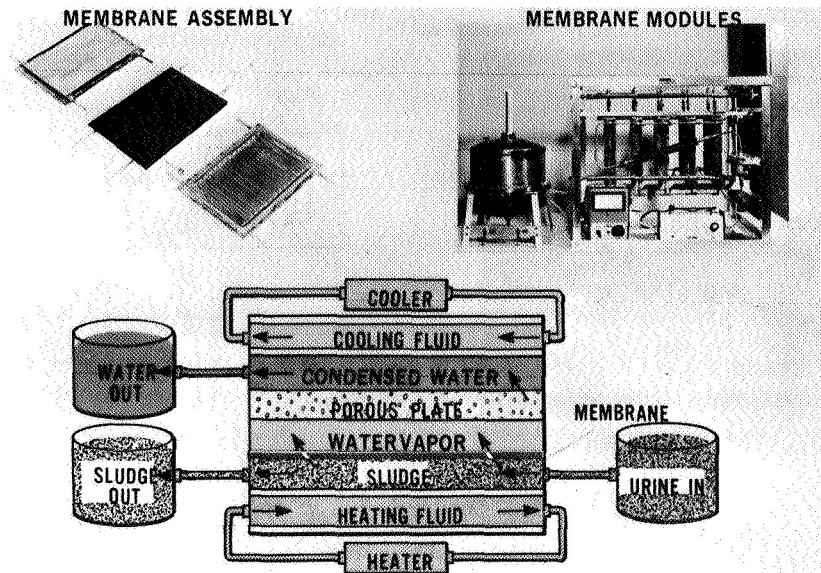 MEMBRANE ASSEMBLY
MEMBRANE MODULES
COOLER
COOLING FLUID
WATER
OUT
CONDENSED WATER
POROUS PLATE
MEMBRANE
WATERVAPOR
SLUDGE
OUT
SLUDGE
URINE IN
HEATING FLUID
HEATER